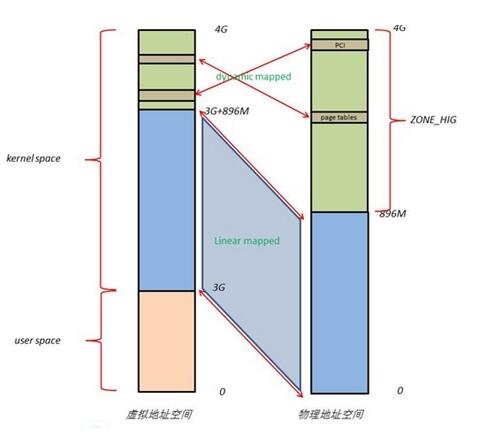 4G
4G
PCI
dynamic mapped
3G+896M
page tables
ZONE_HIG
kernel space
896M
Linear mapped
3G
user space
0
0
虚拟地址空间
物理地址空间